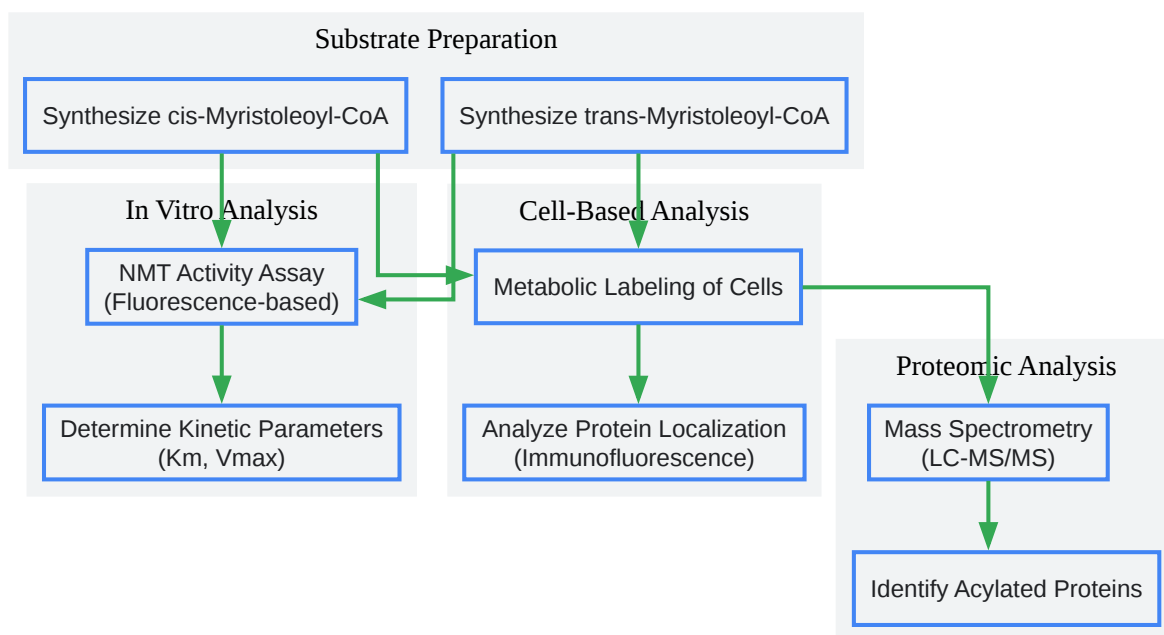 Substrate Preparation
Synthesize cis-Myristoleoyl-CoA
Synthesize trans-Myristoleoyl-CoA
In Vitro Analysis
NMT Activity Assay
(Fluorescence-based)
Determine Kinetic Parameters
(Km, Vmax)
Cell-Based Analysis
Metabolic Labeling of Cells
Analyze Protein Localization
(Immunofluorescence)
Proteomic Analysis
Mass Spectrometry
(LC-MS/MS)
Identify Acylated Proteins